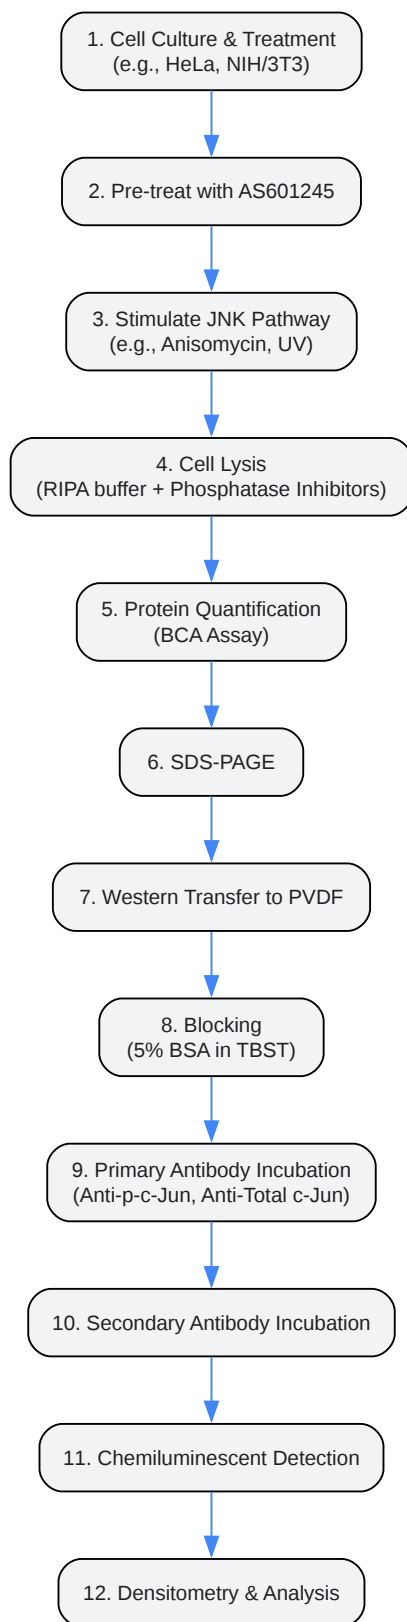 1. Cell Culture & Treatment
(e.g., HeLa, NIH/3T3)
2. Pre-treat with AS601245
3. Stimulate JNK Pathway
(e.g., Anisomycin, UV)
4. Cell Lysis
(RIPA buffer + Phosphatase Inhibitors)
5. Protein Quantification
(BCA Assay)
6. SDS-PAGE
7. Western Transfer to PVDF
8. Blocking
(5% BSA in TBST)
9. Primary Antibody Incubation
(Anti-p-c-Jun, Anti-Total c-Jun)
10. Secondary Antibody Incubation
11. Chemiluminescent Detection
12. Densitometry & Analysis